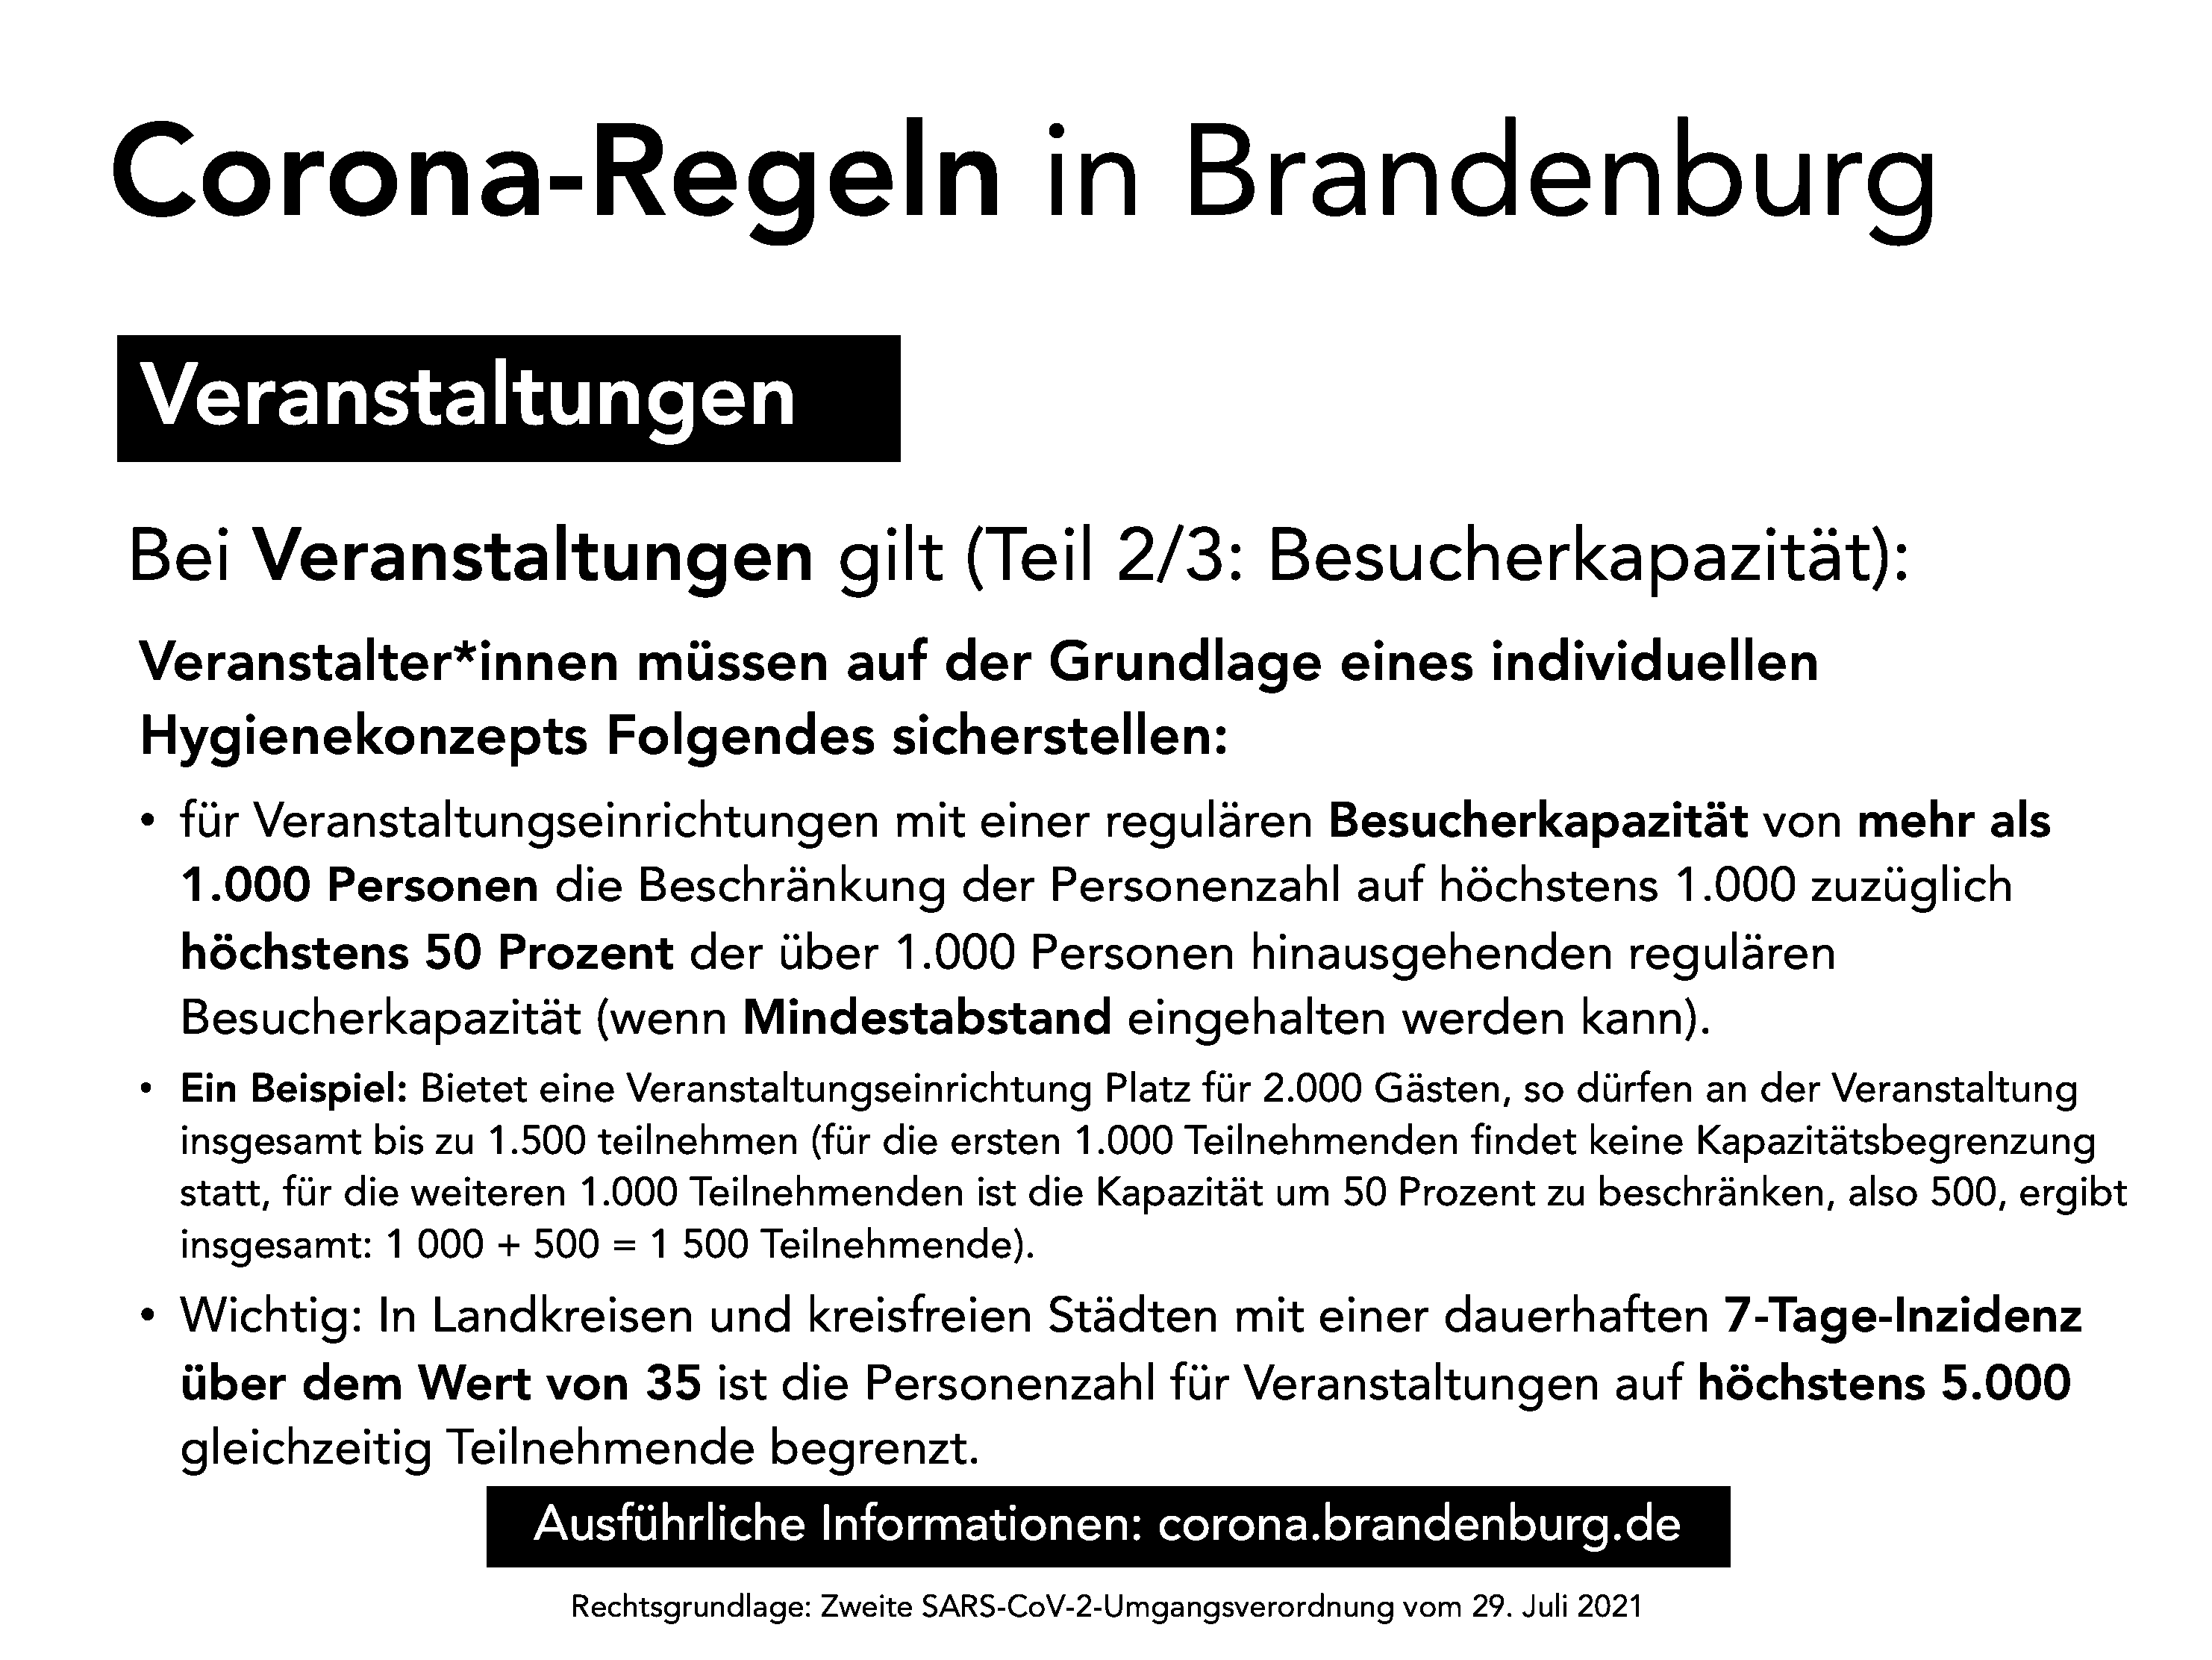 Corona-Regeln in Brandenburg
Veranstaltungen
Bei Veranstaltungen gilt (Teil 2/3: Besucherkapazität):
Veranstalter*innen müssen auf der Grundlage eines individuellen
Hygienekonzepts Folgendes sicherstellen:
• für Veranstaltungseinrichtungen mit einer regulären Besucherkapazität von mehr als
1.000 Personen die Beschränkung der Personenzahl auf höchstens 1.000 zuzüglich
höchstens 50 Prozent der über 1.000 Personen hinausgehenden regulären
Besucherkapazität (wenn Mindestabstand eingehalten werden kann).
• Ein Beispiel: Bietet eine Veranstaltungseinrichtung Platz für 2.000 Gästen, so dürfen an der Veranstaltung
insgesamt bis zu 1.500 teilnehmen (für die ersten 1.000 Teilnehmenden findet keine Kapazitätsbegrenzung
statt, für die weiteren 1.000 Teilnehmenden ist die Kapazität um 50 Prozent zu beschränken, also 500, ergibt
insgesamt: 1 000 + 500 = 1 500 Teilnehmende).
• Wichtig: In Landkreisen und kreisfreien Städten mit einer dauerhaften 7-Tage-Inzidenz
über dem Wert von 35 ist die Personenzahl für Veranstaltungen auf höchstens 5.000
gleichzeitig Teilnehmende begrenzt.
Ausführliche Informationen: corona.brandenburg.de
Rechtsgrundlage: Zweite SARS-CoV-2-Umgangsverordnung vom 29. Juli 2021